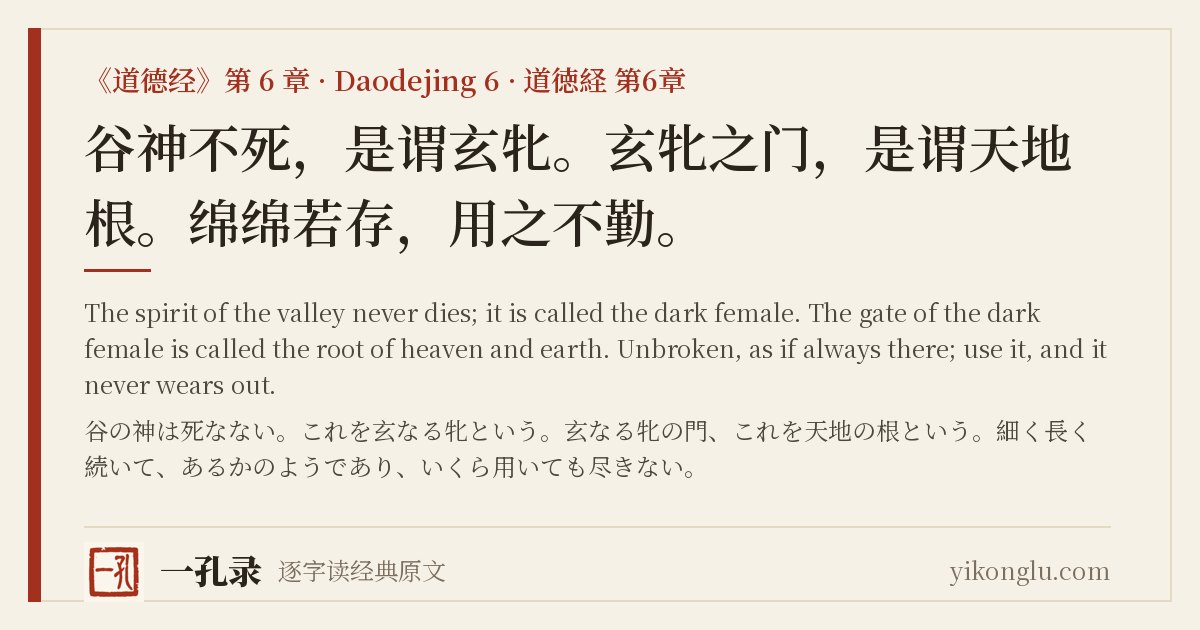 《道德经》第 6 章 · Daodejing 6 · 道徳経 第6章
谷神不死，是谓玄牝。玄牝之门，是谓天地
根。绵绵若存，用之不勤。
The spirit of the valley never dies; it is called the dark female. The gate of the dark
female is called the root of heaven and earth. Unbroken, as if always there; use it, and it
never wears out.
谷の神は死なない。これを玄なる牝という。玄なる牝の門、これを天地の根という。細く長く
続いて、あるかのようであり、いくら用いても尽きない。
一孔
一孔录 逐字读经典原文
yikonglu.com